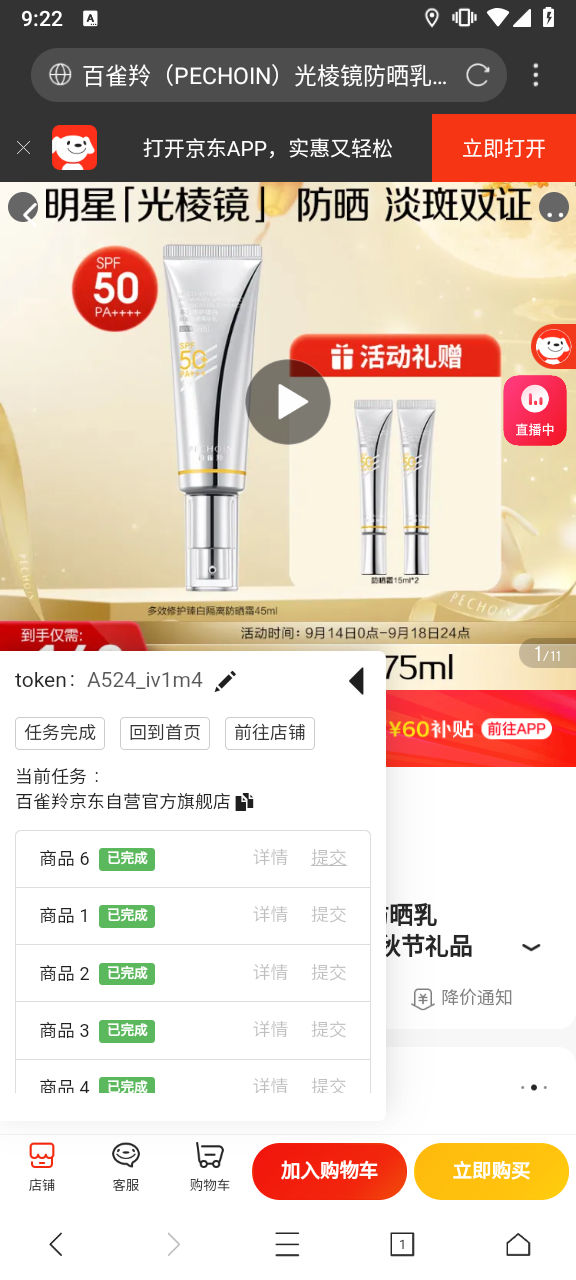 9:22
A
百雀羚（PECHOIN）光棱镜防晒乳...
打开京东APP，实惠又轻松
立即打开
明星「光棱镜」 防晒 淡斑双证
SPF
50
PA++++
SPF
50
PA+++
活动礼赠
直播中
防晒霜15ml*2
多效修护臻白隔离防晒霜45ml
PECHOIN
PECHOIN
到手仅需:
活动时间：9月14日0点-9月18日24点
75ml
1/11
token： A524_iv1m4
¥60补贴
前往APP
任务完成
回到首页
前往店铺
当前任务：
百雀羚京东自营官方旗舰店
商品 6 已完成 详情 提交
商品 1 已完成 详情 提交
防晒乳
秋节礼品
商品 2 已完成 详情 提交
降价通知
商品 3 已完成 详情 提交
商品 4 已完成 详情 提交
店铺
客服
购物车
加入购物车
立即购买
1